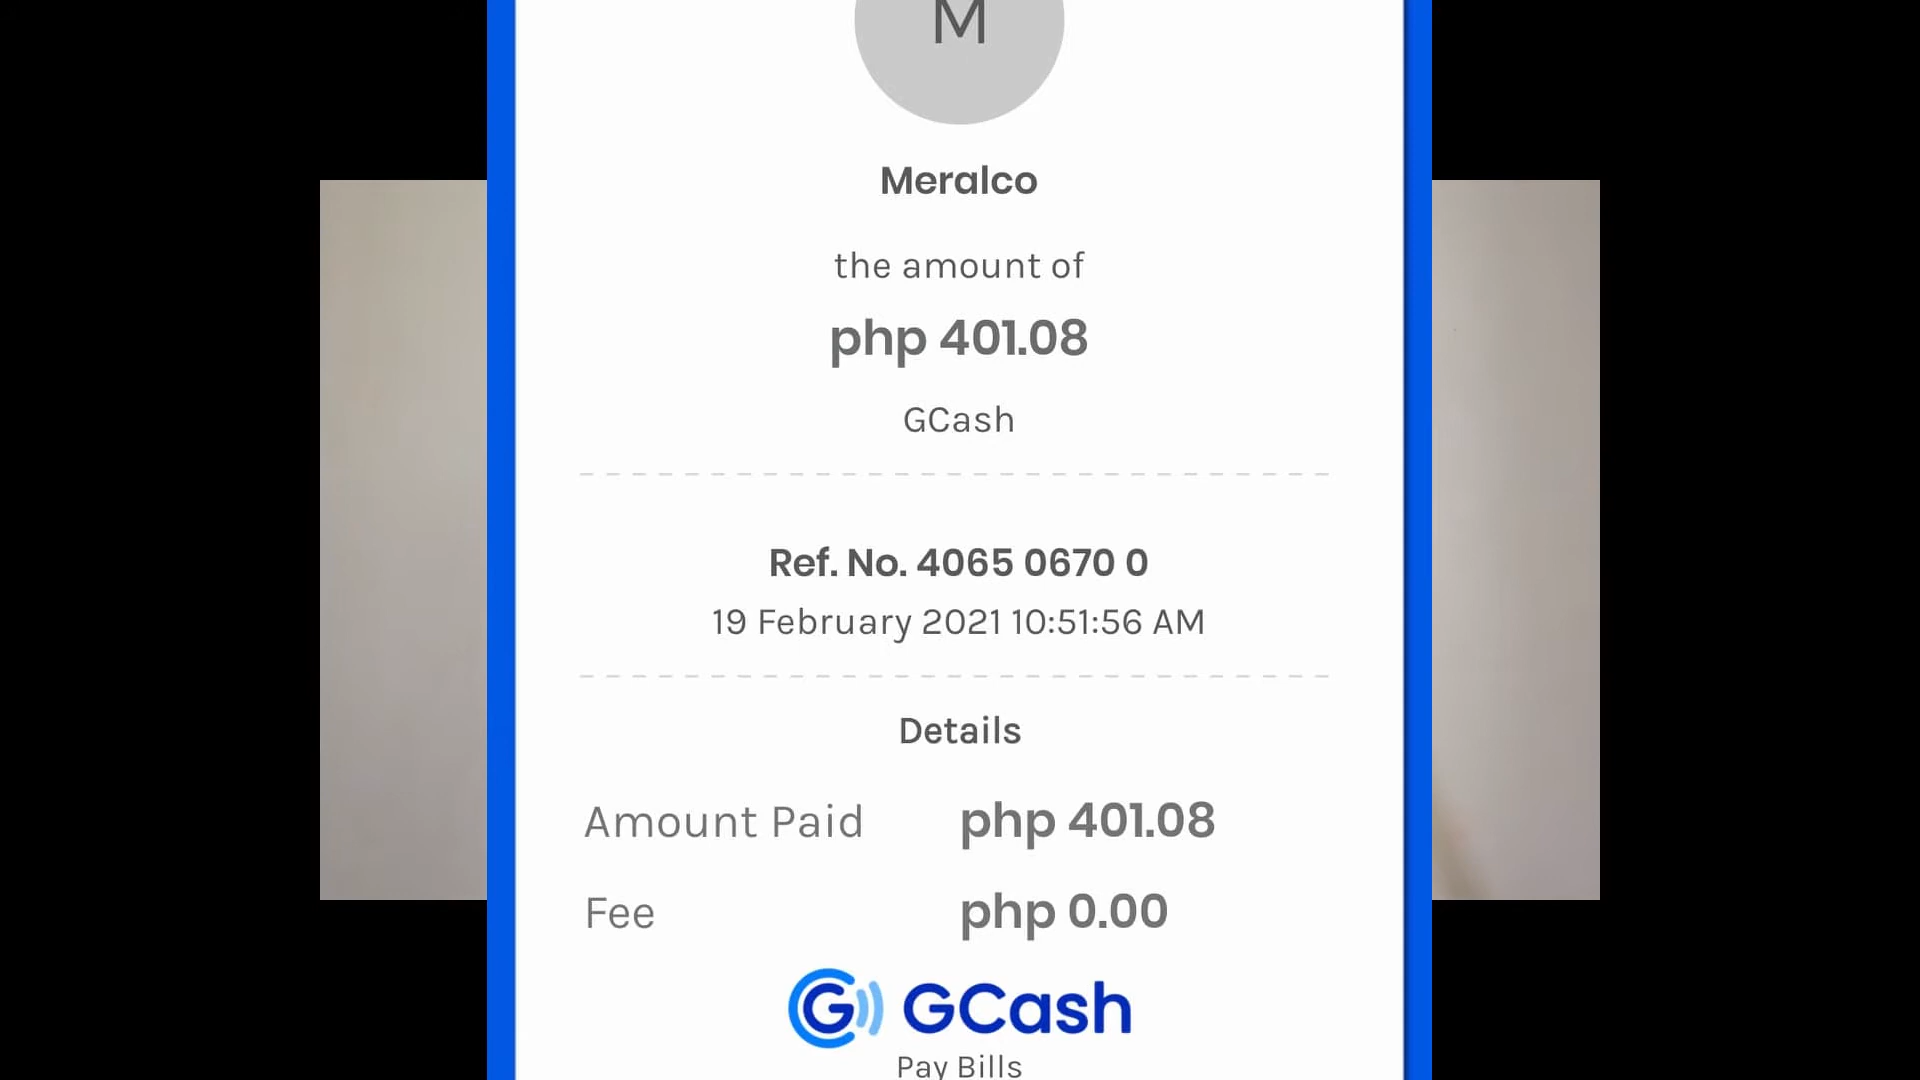 M
Meralco
the amount of
php 401.08
GCash
Ref. No. 4065 0670 0
19 February 2021 10:51:56 AM
Details
Amount Paid php 401.08
Fee php 0.00
G GCash
Pay Bills